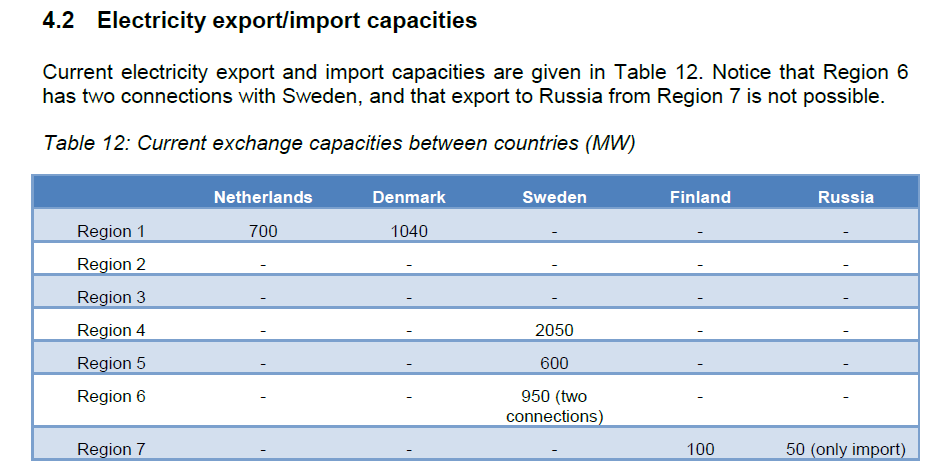 4.2 Electricity export/import capacities
Current electricity export and import capacities are given in Table 12. Notice that Region 6
has two connections with Sweden, and that export to Russia from Region 7 is not possible.
Table 12: Current exchange capacities between countries (MW)
Netherlands Denmark Sweden Finland Russia
Region 1 700 1040 - - -
Region 2 - - - - -
Region 3 - - - - -
Region 4 - - 2050 - -
Region 5 - - 600 - -
Region 6 - - 950 (two - -
connections)
Region 7 - - - 100 50 (only import)